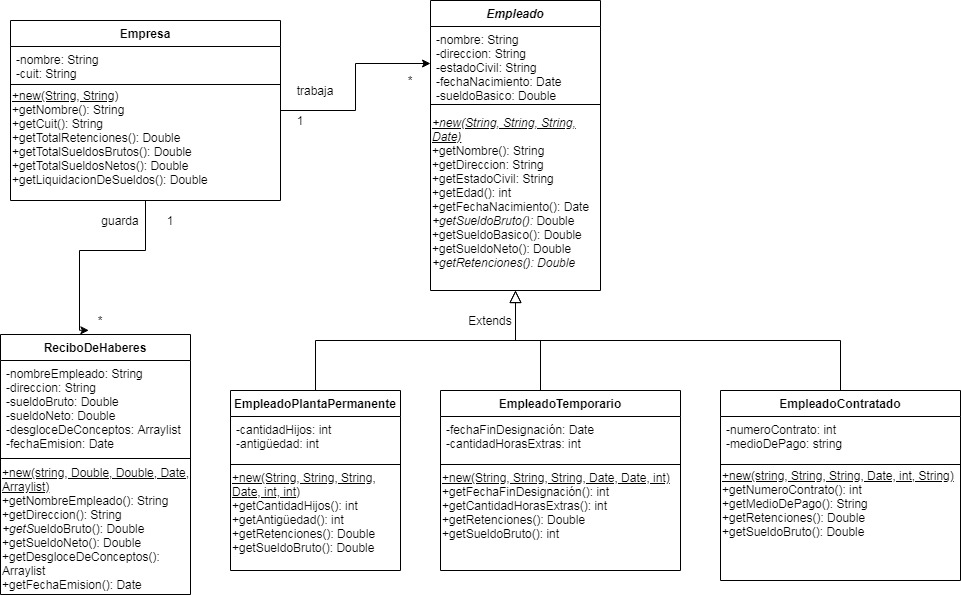 Empresa
-nombre: String
-cuit: String
+new(String, String)
+getNombre(): String
+getCuit(): String
+getTotalRetenciones(): Double
+getTotalSueldosBrutos(): Double
+getTotalSueldosNetos(): Double
+getLiquidacionDeSueldos(): Double
trabaja
1
*
Empleado
-nombre: String
-direccion: String
-estadoCivil: String
-fechaNacimiento: Date
-sueldoBasico: Double
+new(String, String, String,
Date)
+getNombre(): String
+getDireccion: String
+getEstadoCivil: String
+getEdad(): int
+getFechaNacimiento(): Date
+getSueldoBruto(): Double
+getSueldoBasico(): Double
+getSueldoNeto(): Double
+getRetenciones(): Double
guarda
1
*
Extends
ReciboDeHaberes
-nombreEmpleado: String
-direccion: String
-sueldoBruto: Double
-sueldoNeto: Double
-desgloceDeConceptos: Arraylist
-fechaEmision: Date
+new(string, Double, Double, Date,
Arraylist)
+getNombreEmpleado(): String
+getDireccion(): String
+getSueldoBruto(): Double
+getSueldoNeto(): Double
+getDesgloceDeConceptos():
Arraylist
+getFechaEmision(): Date
EmpleadoPlantaPermanente
-cantidadHijos: int
-antigüedad: int
+new(String, String, String,
Date, int, int)
+getCantidadHijos(): int
+getAntigüedad(): int
+getRetenciones(): Double
+getSueldoBruto(): Double
EmpleadoTemporario
-fechaFinDesignación: Date
-cantidadHorasExtras: int
+new(String, String, String, Date, Date, int)
+getFechaFinDesignación(): int
+getCantidadHorasExtras(): int
+getRetenciones(): Double
+getSueldoBruto(): int
EmpleadoContratado
-numeroContrato: int
-medioDePago: string
+new(string, String, String, Date, int, String)
+getNumeroContrato(): int
+getMedioDePago(): String
+getRetenciones(): Double
+getSueldoBruto(): Double